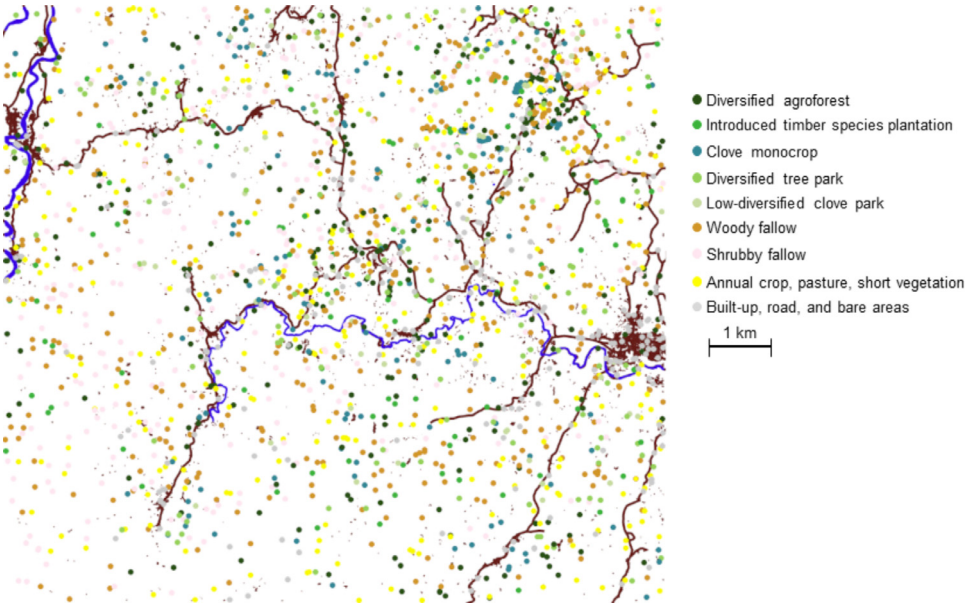 Diversified agroforest
Introduced timber species plantation
Clove monocrop
Diversified tree park
Low-diversified clove park
Woody fallow
Shrubby fallow
Annual crop, pasture, short vegetation
Built-up, road, and bare areas
1 km